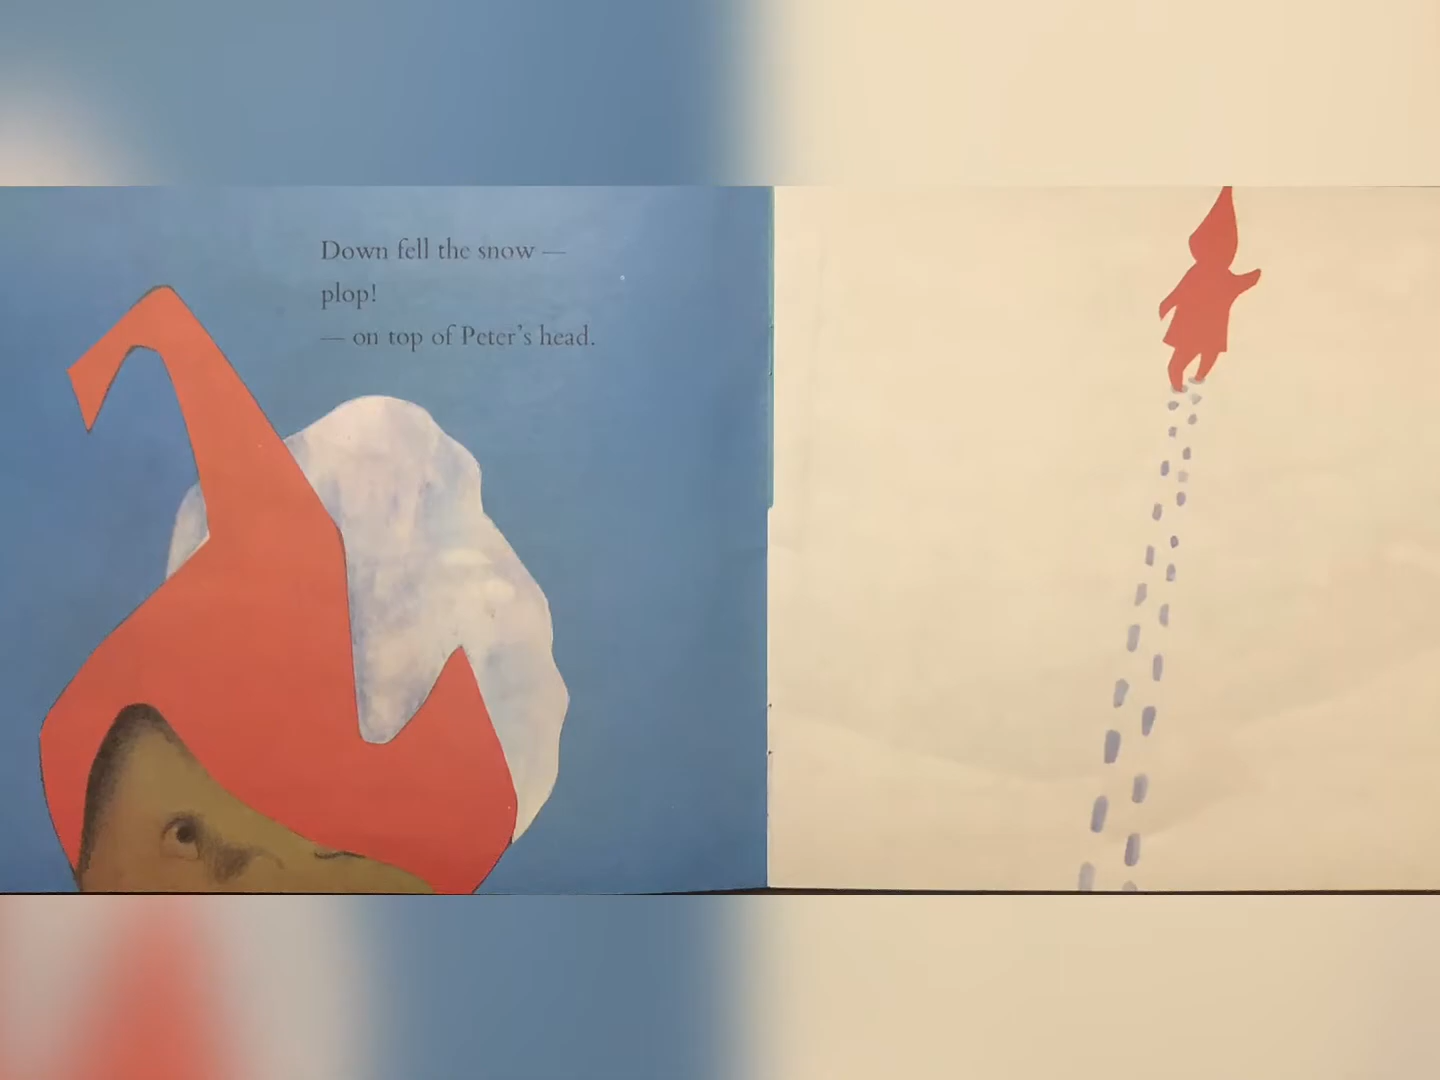 Down fell the snow —
plop!
— on top of Peter's head.